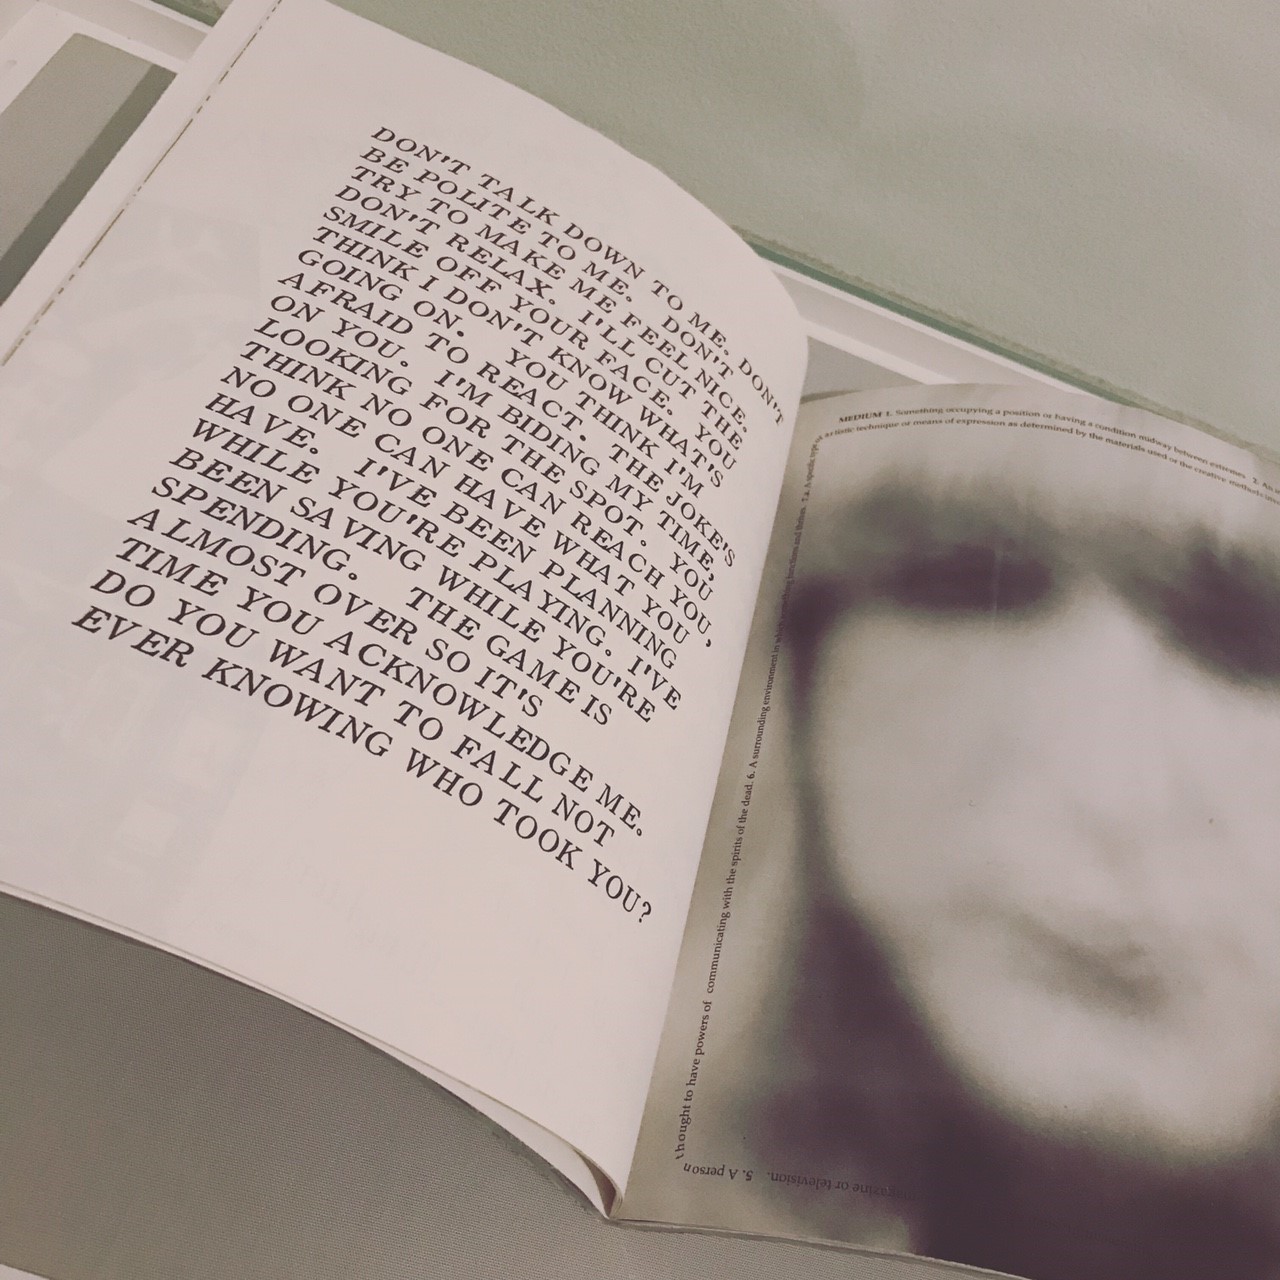 DON'T TALK DOWN TO ME. DON'T
BE POLITE TO ME. DON'T
TRY TO MAKE ME FEEL NICE.
DON'T RELAX. I'LL CUT THE
SMILE OFF YOUR FACE. YOU
THINK I DON'T KNOW WHAT'S
GOING ON. YOU THINK I'M
AFRAID TO REACT. THE JOKE'S
ON YOU. I'M BIDING MY TIME,
LOOKING FOR THE SPOT. YOU
THINK NO ONE CAN REACH YOU,
NO ONE CAN HAVE WHAT YOU
HAVE. I'VE BEEN PLANNING
WHILE YOU'RE PLAYING. I'VE
BEEN SAVING WHILE YOU'RE
SPENDING. THE GAME IS
ALMOST OVER SO IT'S
TIME YOU ACKNOWLEDGE ME.
DO YOU WANT TO FALL NOT
EVER KNOWING WHO TOOK YOU?
MEDIUM 1. Something occupying a position or having a condition midway between extremes. 2. An
artistic technique or means of expression as determined by the materials used or the creative methods
magazine or television. 5. A person
thought to have powers of communicating with the spirits of the dead. 6. A surrounding environment in which something functions and thrives. 7.a. A specific type of